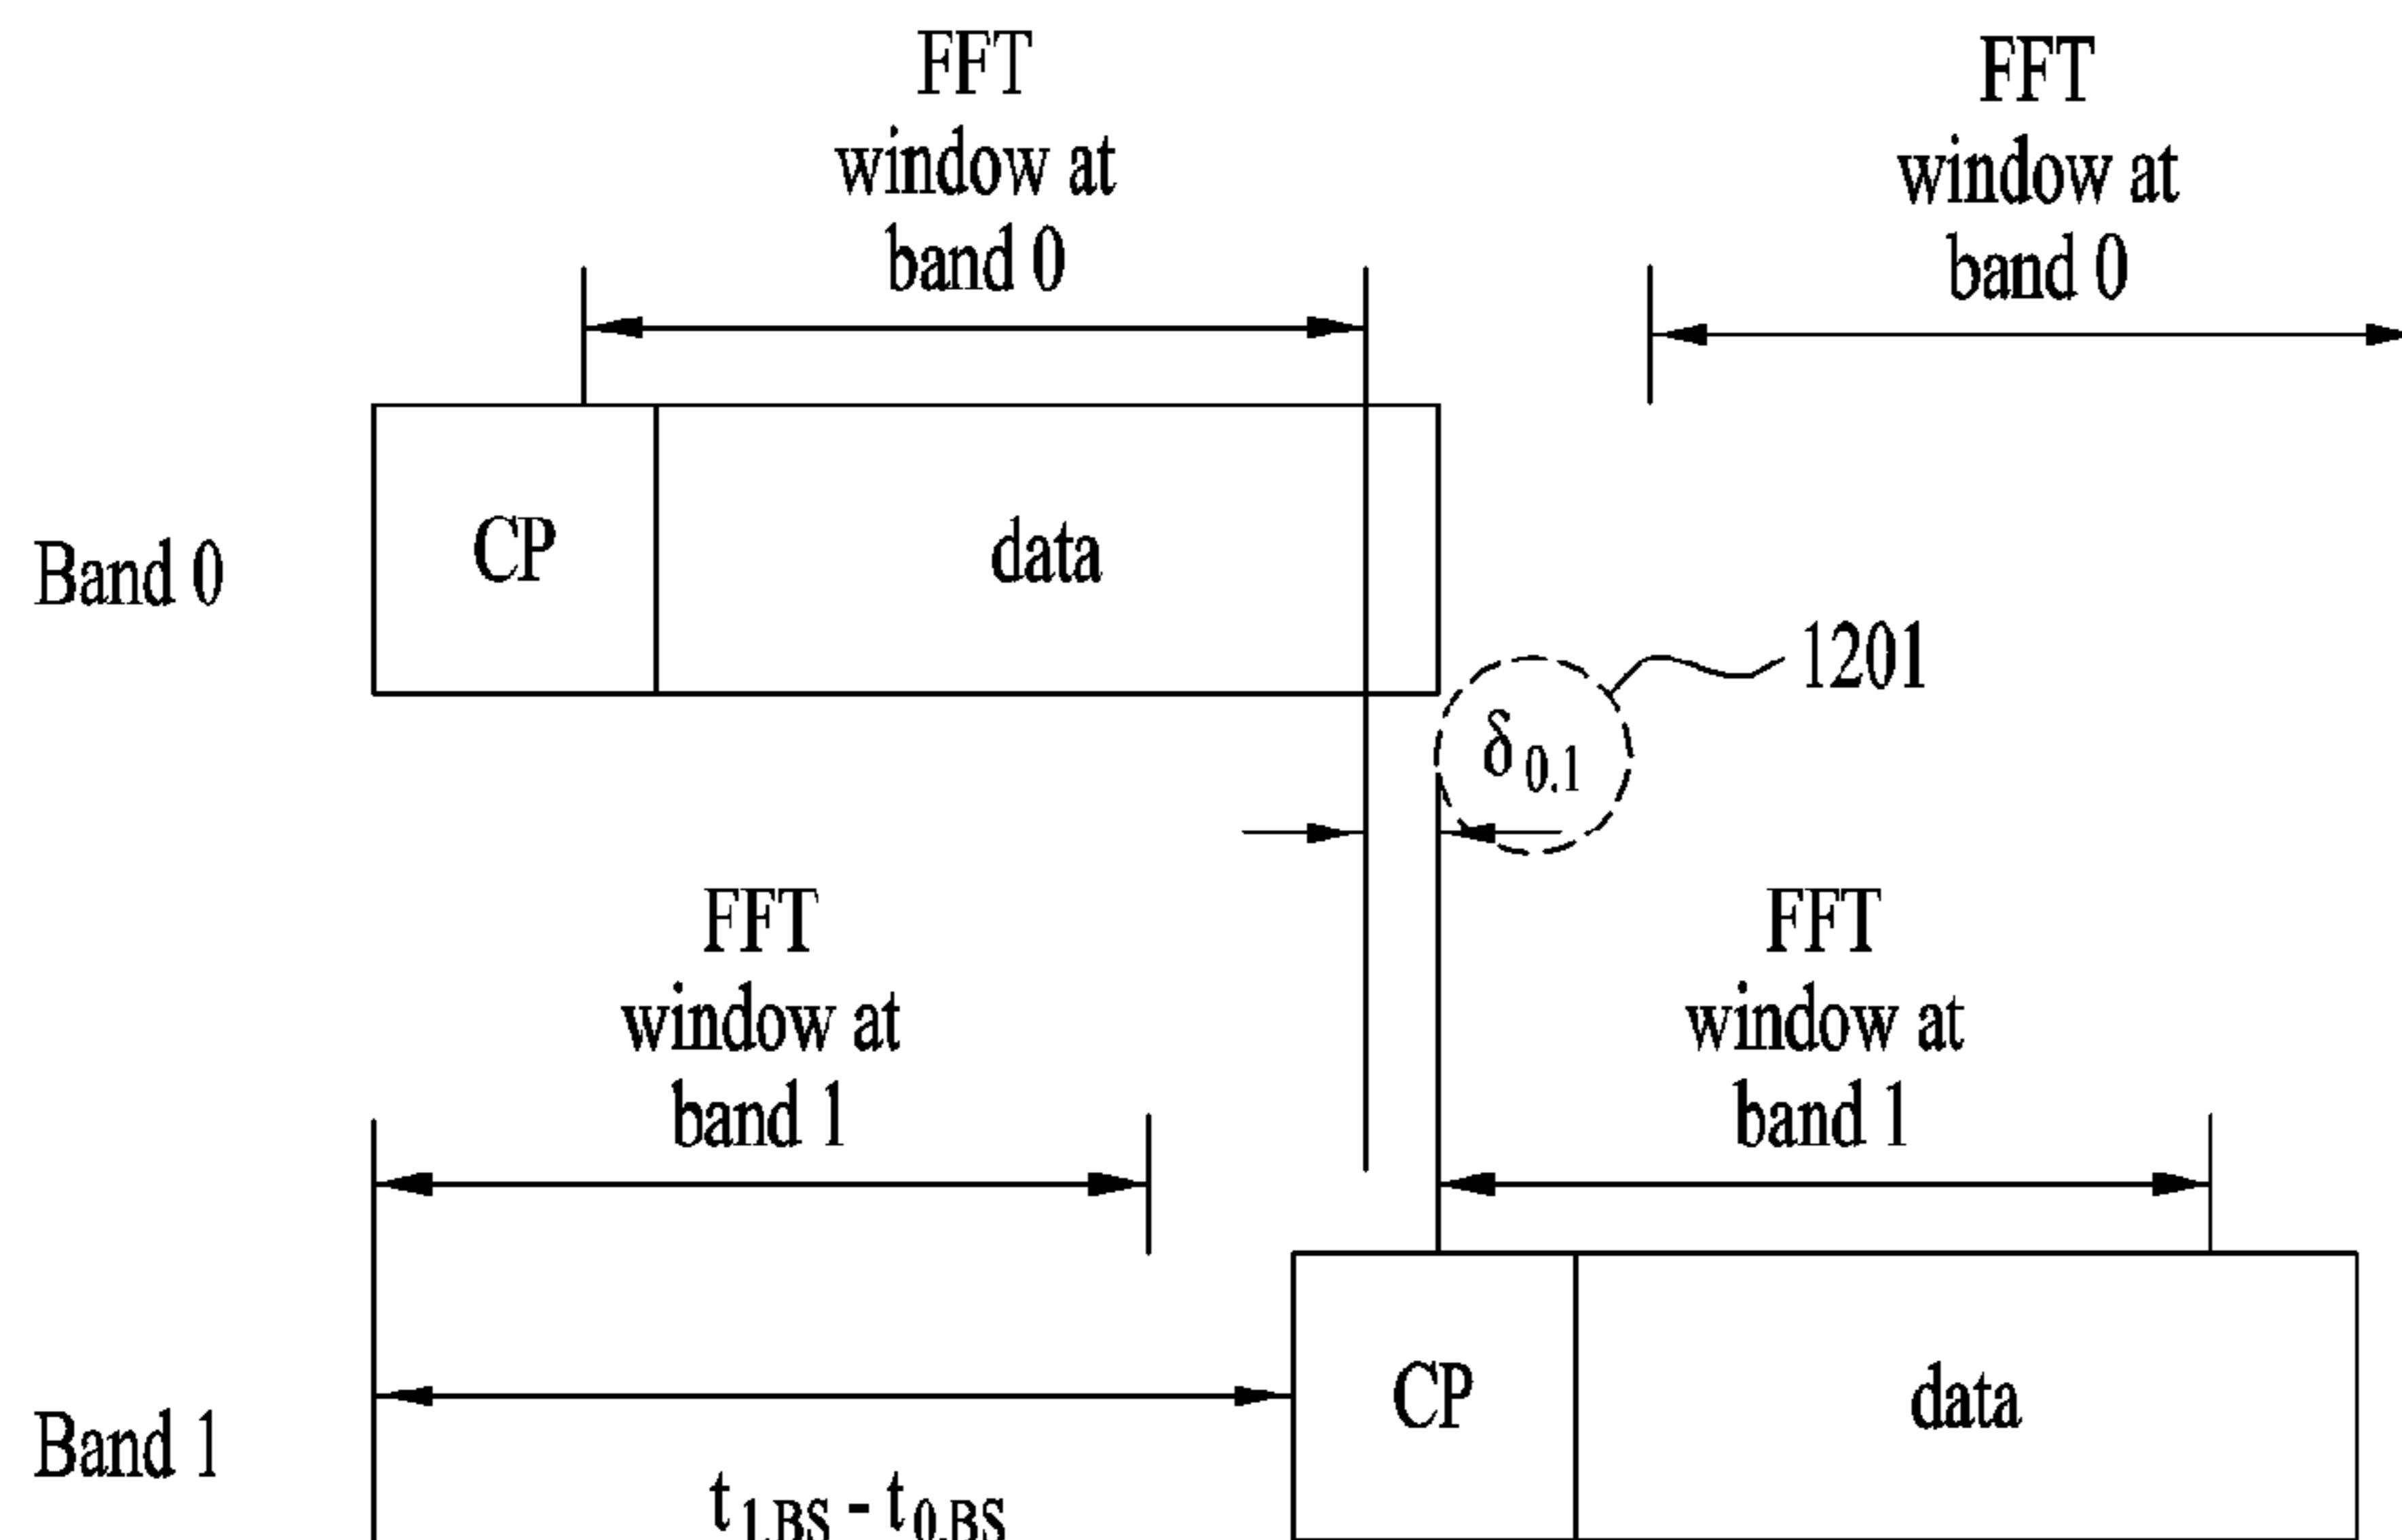 FFT
window at
band 0
FFT
window at
band 0
Band 0
CP
data
1201
δ0.1
FFT
window at
band 1
FFT
window at
band 1
Band 1
CP
data
t1.BS - t0.BS